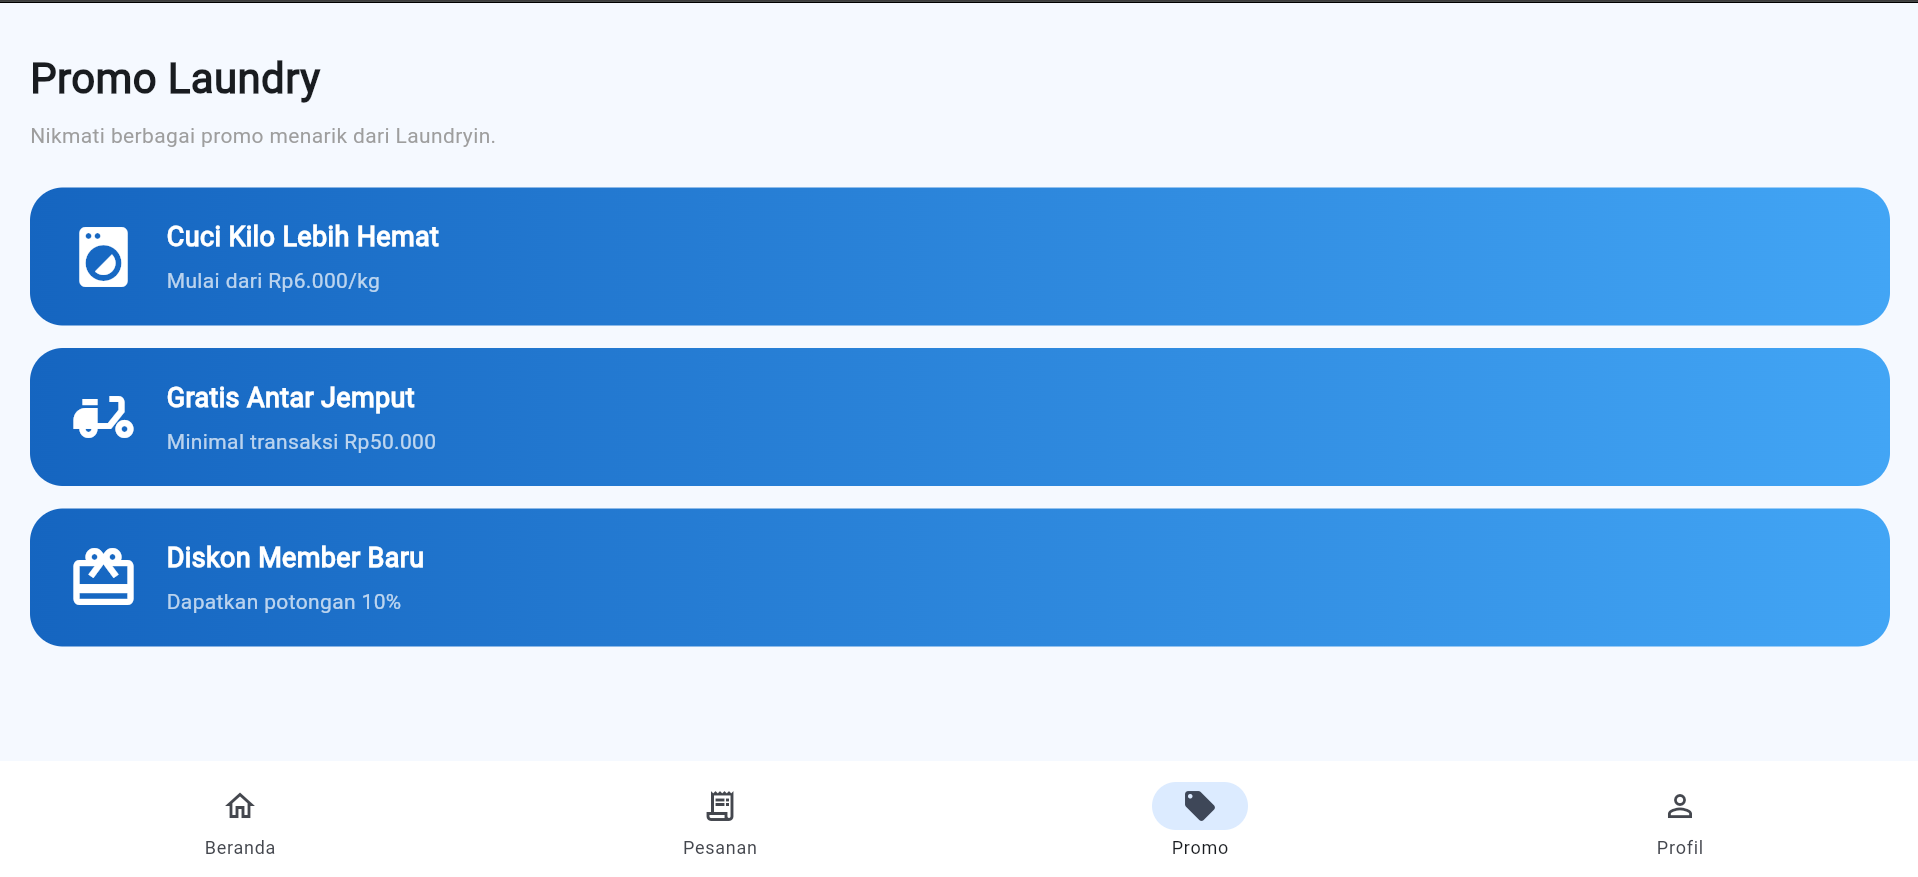 Promo Laundry
Nikmati berbagai promo menarik dari Laundryin.
Cuci Kilo Lebih Hemat
Mulai dari Rp6.000/kg
Gratis Antar Jemput
Minimal transaksi Rp50.000
Diskon Member Baru
Dapatkan potongan 10%
Beranda
Pesanan
Promo
Profil